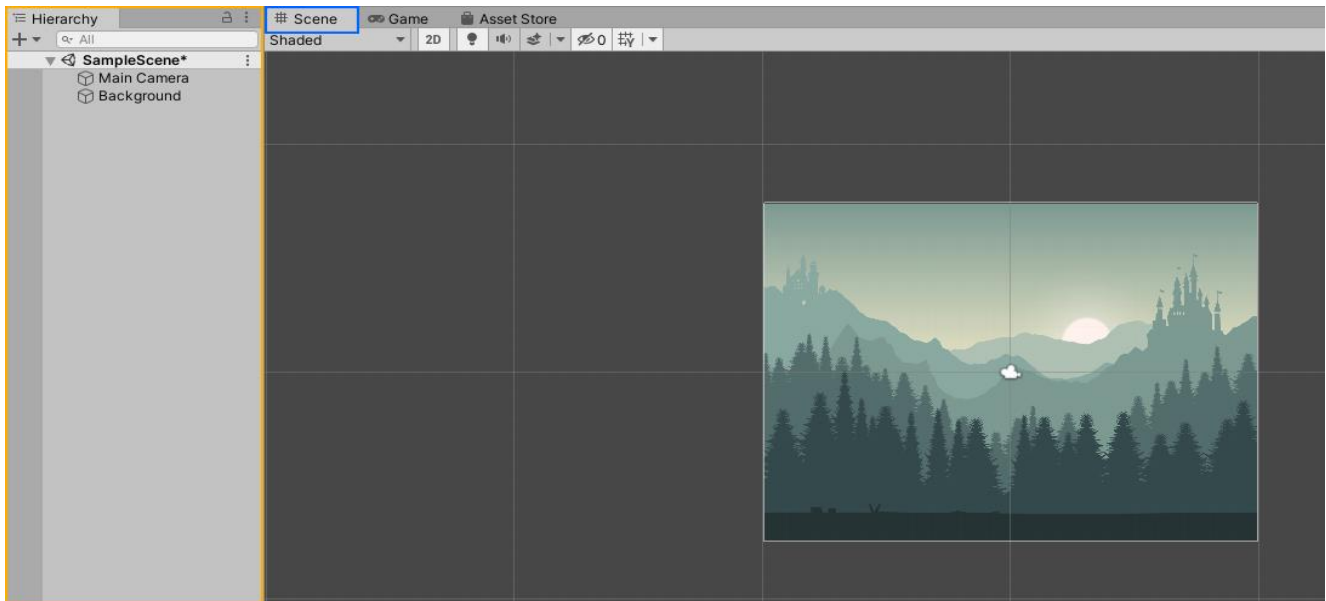 Hierarchy
All
SampleScene*
Main Camera
Background
Scene Game Asset Store
Shaded 2D 0